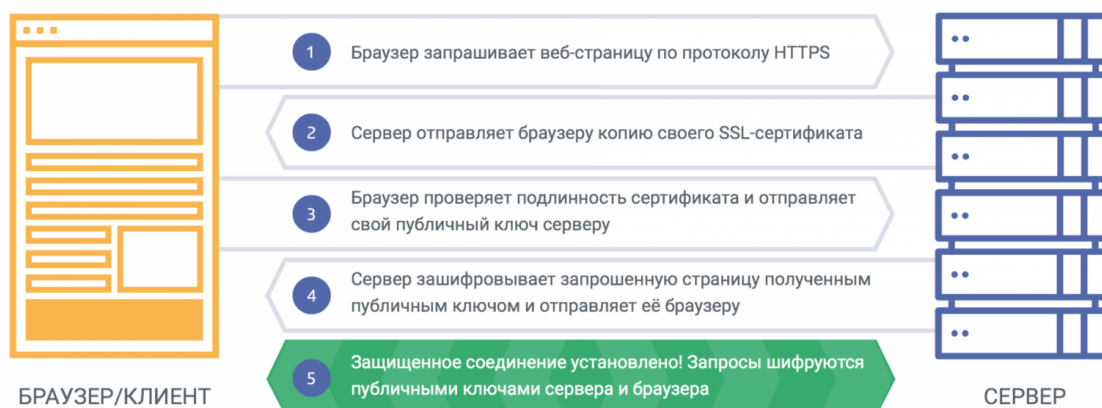 1
Браузер запрашивает веб-страницу по протоколу HTTPS
2
Сервер отправляет браузеру копию своего SSL-сертификата
3
Браузер проверяет подлинность сертификата и отправляет
свой публичный ключ серверу
4
Сервер зашифровывает запрошенную страницу полученным
публичным ключом и отправляет её браузеру
5
Защищенное соединение установлено! Запросы шифруются
публичными ключами сервера и браузера
БРАУЗЕР/КЛИЕНТ
СЕРВЕР